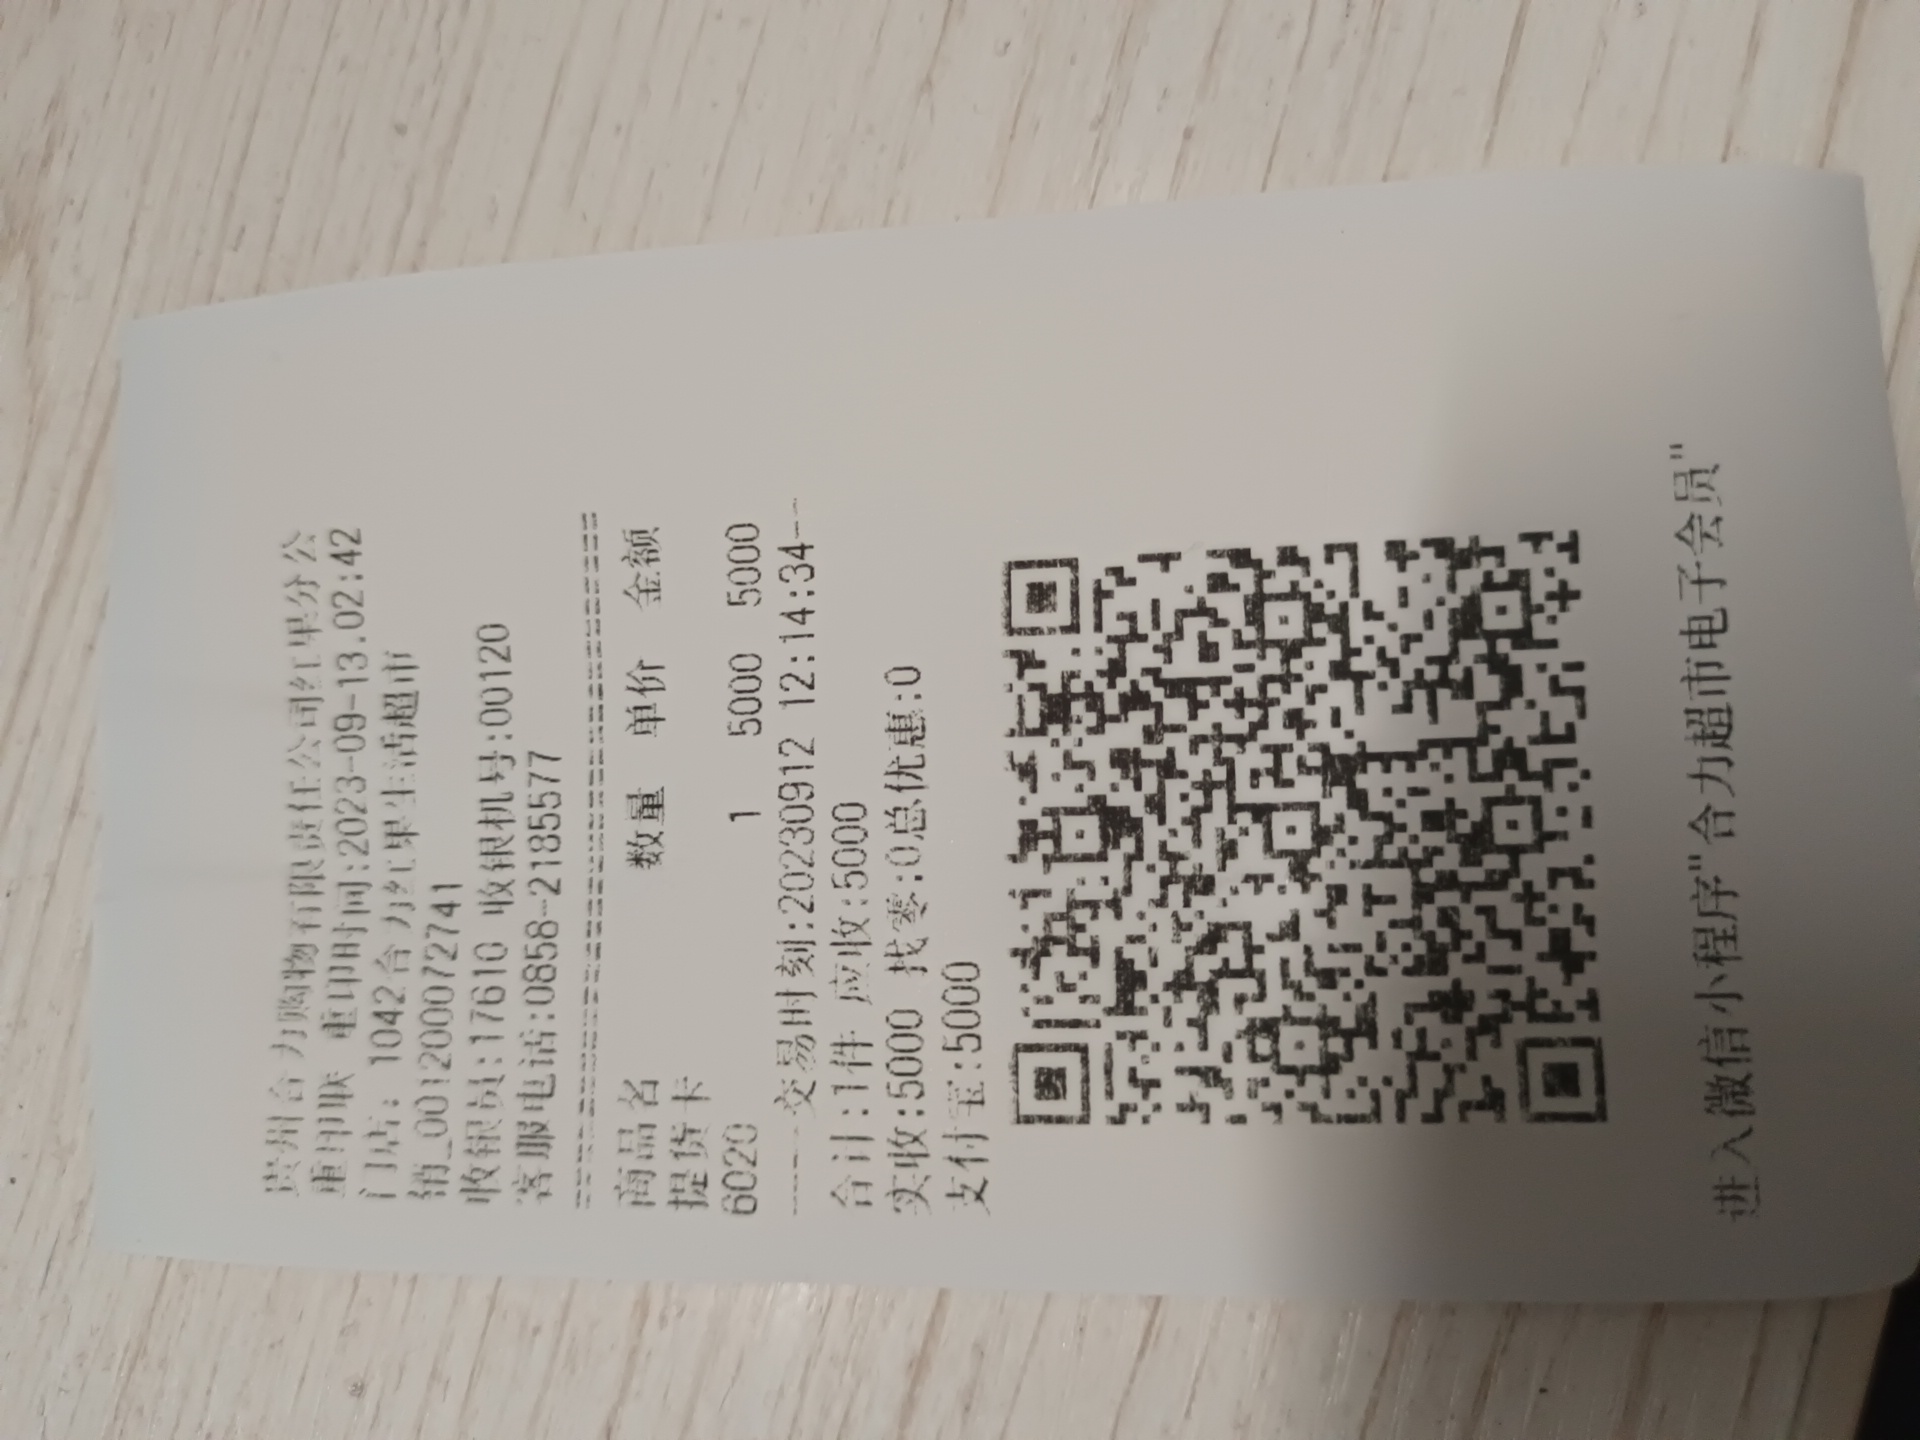 贵州合力购物有限责任公司红果分公
重印联 重印时间:2023-09-13.02:42
门店: 1042合力红果生活超市
销_00120007272741
收银员:17610 收银机号:00120
客服电话:0858-2185577
商品名 数量 单价 金额
提货卡
6020 1 5000 5000
-----交易时刻:20230912 12:14:34---
合计:1件 应收:5000
实收:5000 找零:0总优惠:0
支付宝:5000
进入微信小程序"合力超市电子会员"